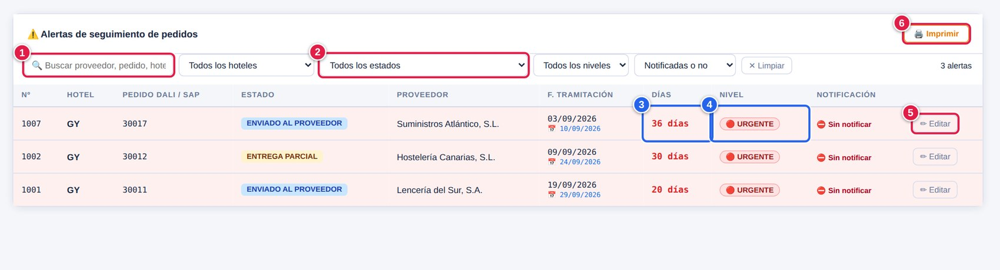 ⚠️ Alertas de seguimiento de pedidos
6
🖨️ Imprimir
1
🔍 Buscar proveedor, pedido, hote
Todos los hoteles
2
Todos los estados
Todos los niveles
Notificadas o no
✕ Limpiar
3 alertas
Nº HOTEL PEDIDO DALI / SAP ESTADO PROVEEDOR F. TRAMITACIÓN DÍAS NIVEL NOTIFICACIÓN
3
4
5
1007 GY 30017 ENVIADO AL PROVEEDOR Suministros Atlántico, S.L. 03/09/2026 36 días 🔴 URGENTE ⛔ Sin notificar ✏ Editar
📅 10/09/2026
1002 GY 30012 ENTREGA PARCIAL Hostelería Canarias, S.L. 09/09/2026 30 días 🔴 URGENTE ⛔ Sin notificar ✏ Editar
📅 24/09/2026
1001 GY 30011 ENVIADO AL PROVEEDOR Lencería del Sur, S.A. 19/09/2026 20 días 🔴 URGENTE ⛔ Sin notificar ✏ Editar
📅 29/09/2026